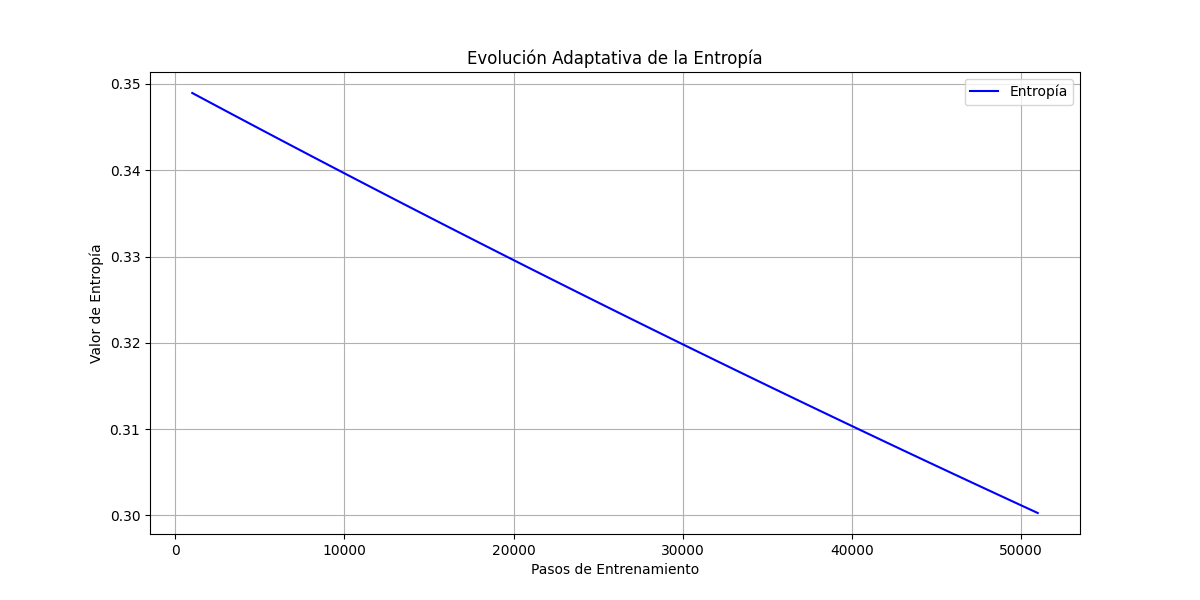 Evolución Adaptativa de la Entropía
Entropía
Valor de Entropía
0.35
0.34
0.33
0.32
0.31
0.30
0 10000 20000 30000 40000 50000
Pasos de Entrenamiento